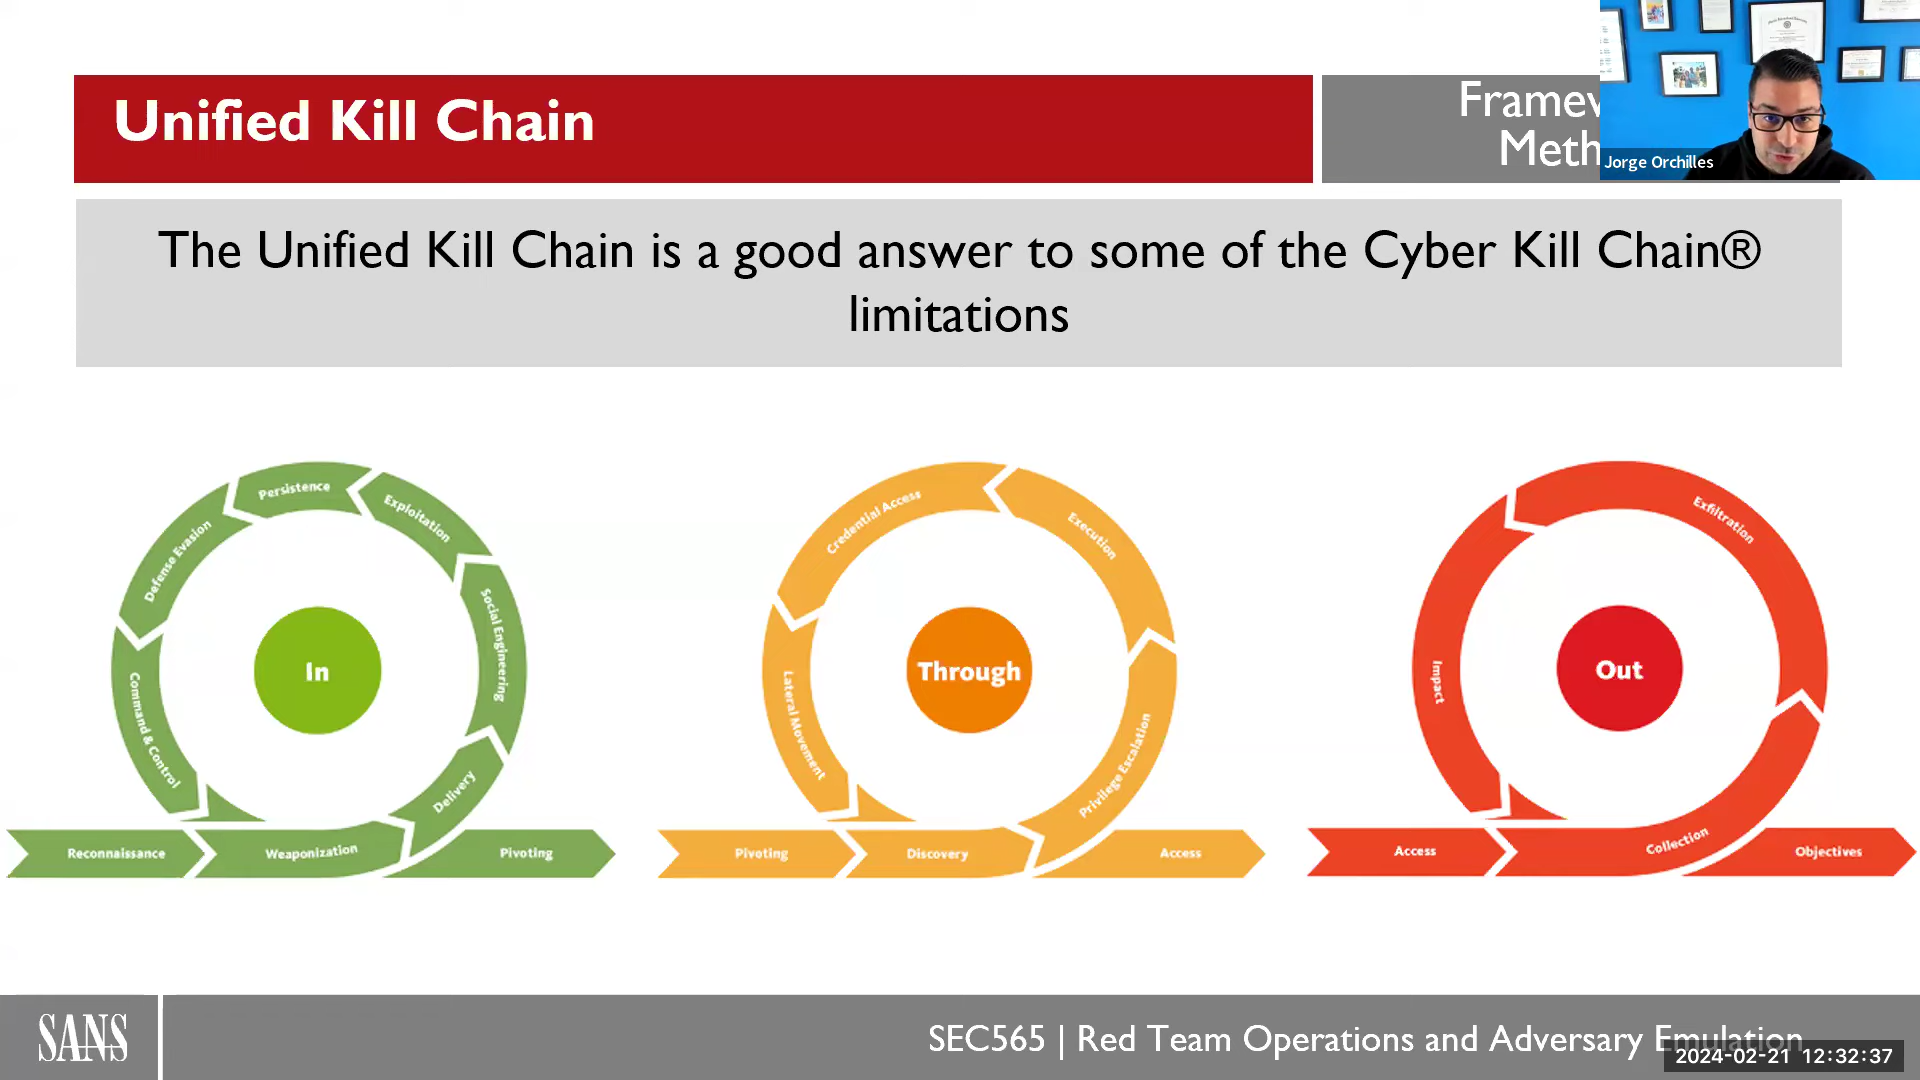 Unified Kill Chain
Jorge Orchilles
The Unified Kill Chain is a good answer to some of the Cyber Kill Chain®
limitations
Persistence
Exploitation
Defense Evasion
Social Engineering
In
Command & Control
Delivery
Reconnaissance
Weaponization
Pivoting
Credential Access
Execution
Through
Lateral Movement
Privilege Escalation
Pivoting
Discovery
Access
Exfiltration
Impact
Out
Access
Collection
Objectives
SANS
SEC565 | Red Team Operations and Adversary Emulation
2024-02-21 12:32:37